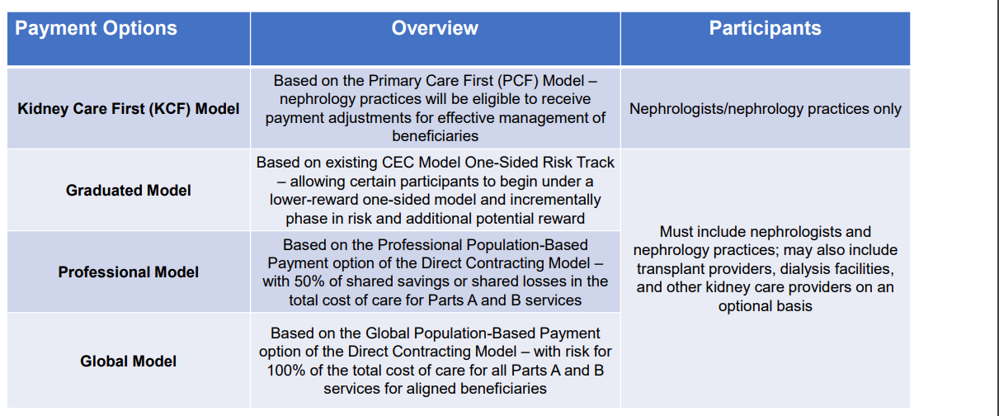 Payment Options
Overview
Participants
Kidney Care First (KCF) Model
Based on the Primary Care First (PCF) Model –
nephrology practices will be eligible to receive
payment adjustments for effective management of
beneficiaries
Nephrologists/nephrology practices only
Graduated Model
Based on existing CEC Model One-Sided Risk Track
– allowing certain participants to begin under a
lower-reward one-sided model and incrementally
phase in risk and additional potential reward
Must include nephrologists and
nephrology practices; may also include
transplant providers, dialysis facilities,
and other kidney care providers on an
optional basis
Professional Model
Based on the Professional Population-Based
Payment option of the Direct Contracting Model –
with 50% of shared savings or shared losses in the
total cost of care for Parts A and B services
Global Model
Based on the Global Population-Based Payment
option of the Direct Contracting Model – with risk for
100% of the total cost of care for all Parts A and B
services for aligned beneficiaries